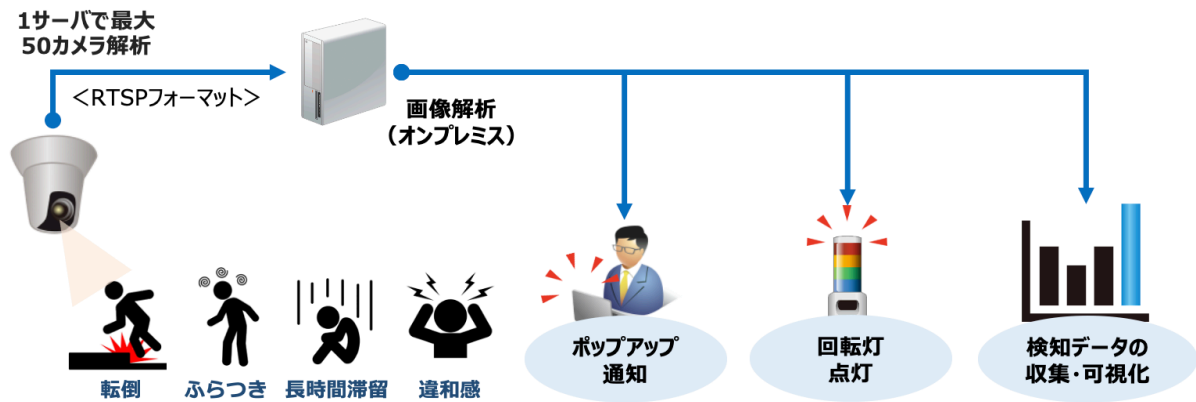 1サーバで最大
50カメラ解析
＜RTSPフォーマット＞
画像解析
（オンプレミス）
転倒
ふらつき
長時間滞留
違和感
ポップアップ
通知
回転灯
点灯
検知データの
収集・可視化